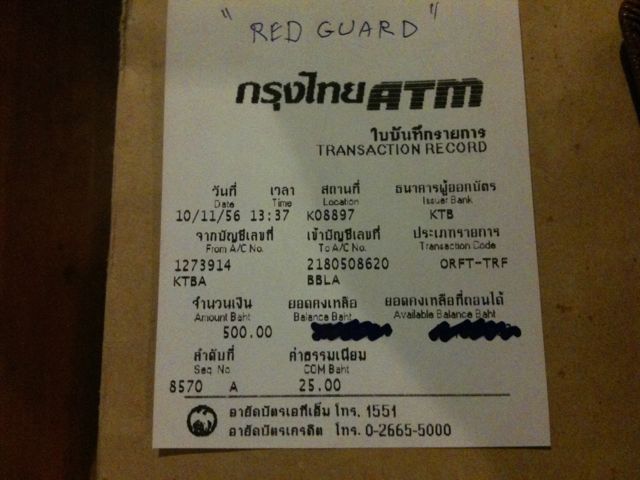 "RED GUARD"
กรุงไทย ATM
ใบบันทึกรายการ
TRANSACTION RECORD
วันที่ เวลา สถานที่ ธนาคารผู้ออกบัตร
Date Time Location Issuer Bank
10/11/56 13:37 K08897 KTB
จากบัญชีเลขที่ เข้าบัญชีเลขที่ ประเภทรายการ
From A/C No. To A/C No. Transaction Code
1273914 2180508620 ORFT-TRF
KTBA BBLA
จำนวนเงิน ยอดคงเหลือ ยอดคงเหลือที่ถอนได้
Amount Baht Balance Baht Available Balance Baht
500.00
ลำดับที่ ค่าธรรมเนียม
Seq. No. COM Baht
8570 A 25.00
อายัดบัตรเอทีเอ็ม โทร. 1551
อายัดบัตรเครดิต โทร. 0-2665-5000